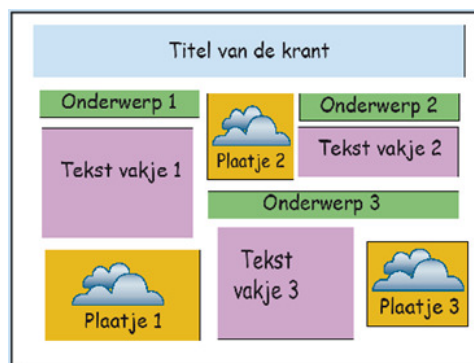 Titel van de krant
Onderwerp 1
Tekst vakje 1
Plaatje 1
Plaatje 2
Onderwerp 2
Tekst vakje 2
Onderwerp 3
Tekst
vakje 3
Plaatje 3